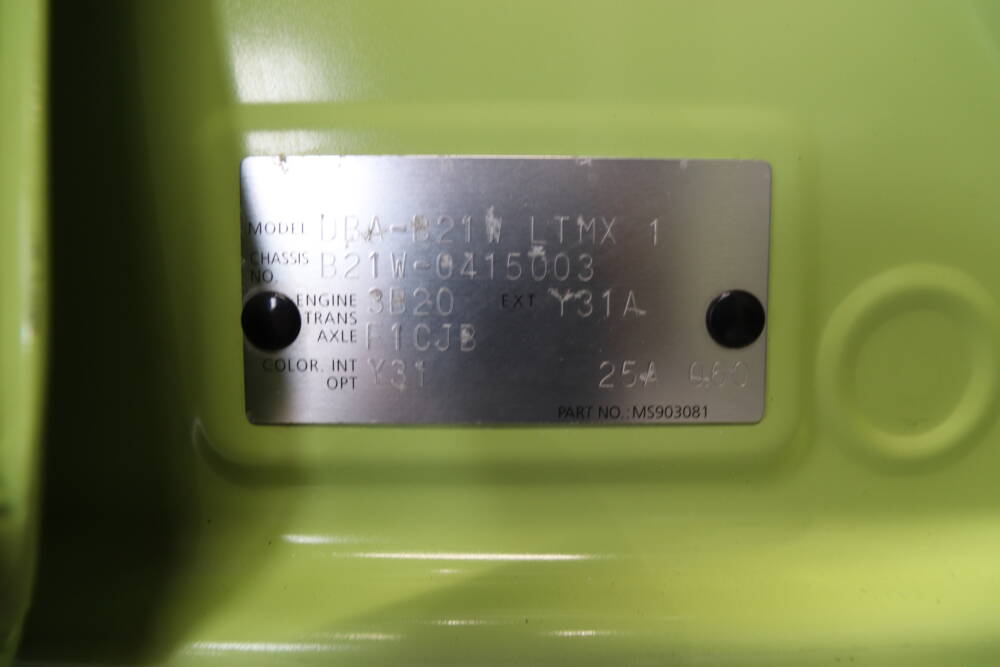 MODEL DBA-B21W LTMX 1
CHASSIS NO. B21W-0415003
ENGINE 3B20 EXT Y31A
TRANS AXLE F1CJB
COLOR. INT OPT Y31 25A Q60
PART NO.:MS903081